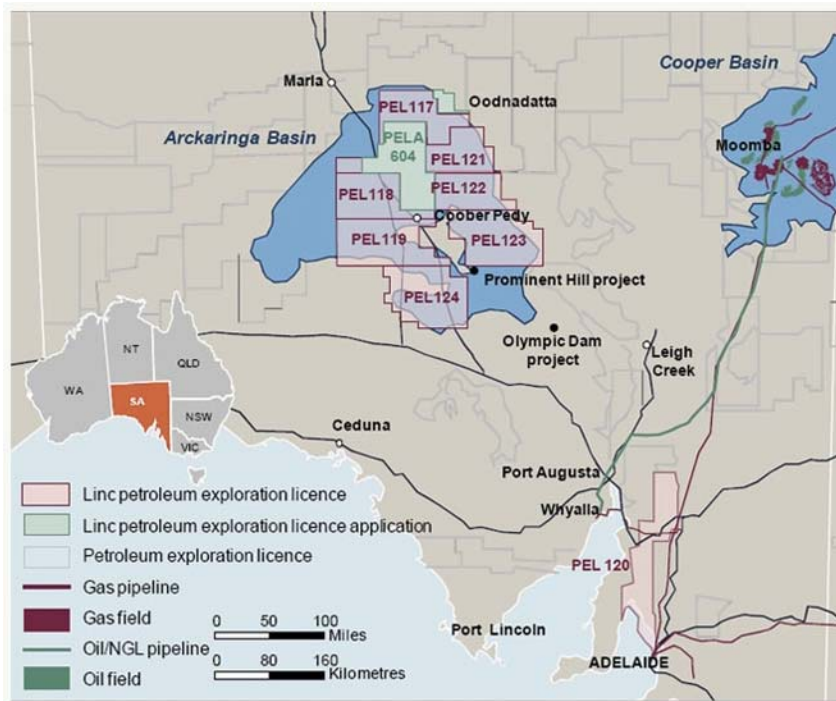 Cooper Basin
Marla
PEL117
Oodnadatta
Arckaringa Basin
PELA
604
PEL121
Moomba
PEL118
PEL122
Coober Pedy
PEL119
PEL123
Prominent Hill project
PEL124
Olympic Dam
project
Leigh
Creek
NT
QLD
WA
SA
NSW
VIC
Ceduna
Port Augusta
Whyalla
PEL 120
Port Lincoln
ADELAIDE
Linc petroleum exploration licence
Linc petroleum exploration licence application
Petroleum exploration licence
Gas pipeline
Gas field
Oil/NGL pipeline
Oil field
0 50 100
Miles
0 80 160
Kilometres